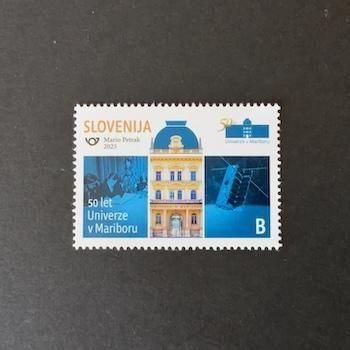 SLOVENIJA
Mario Petrak
2025
50
Univerza v Mariboru
50 let
Univerze
v Mariboru
B